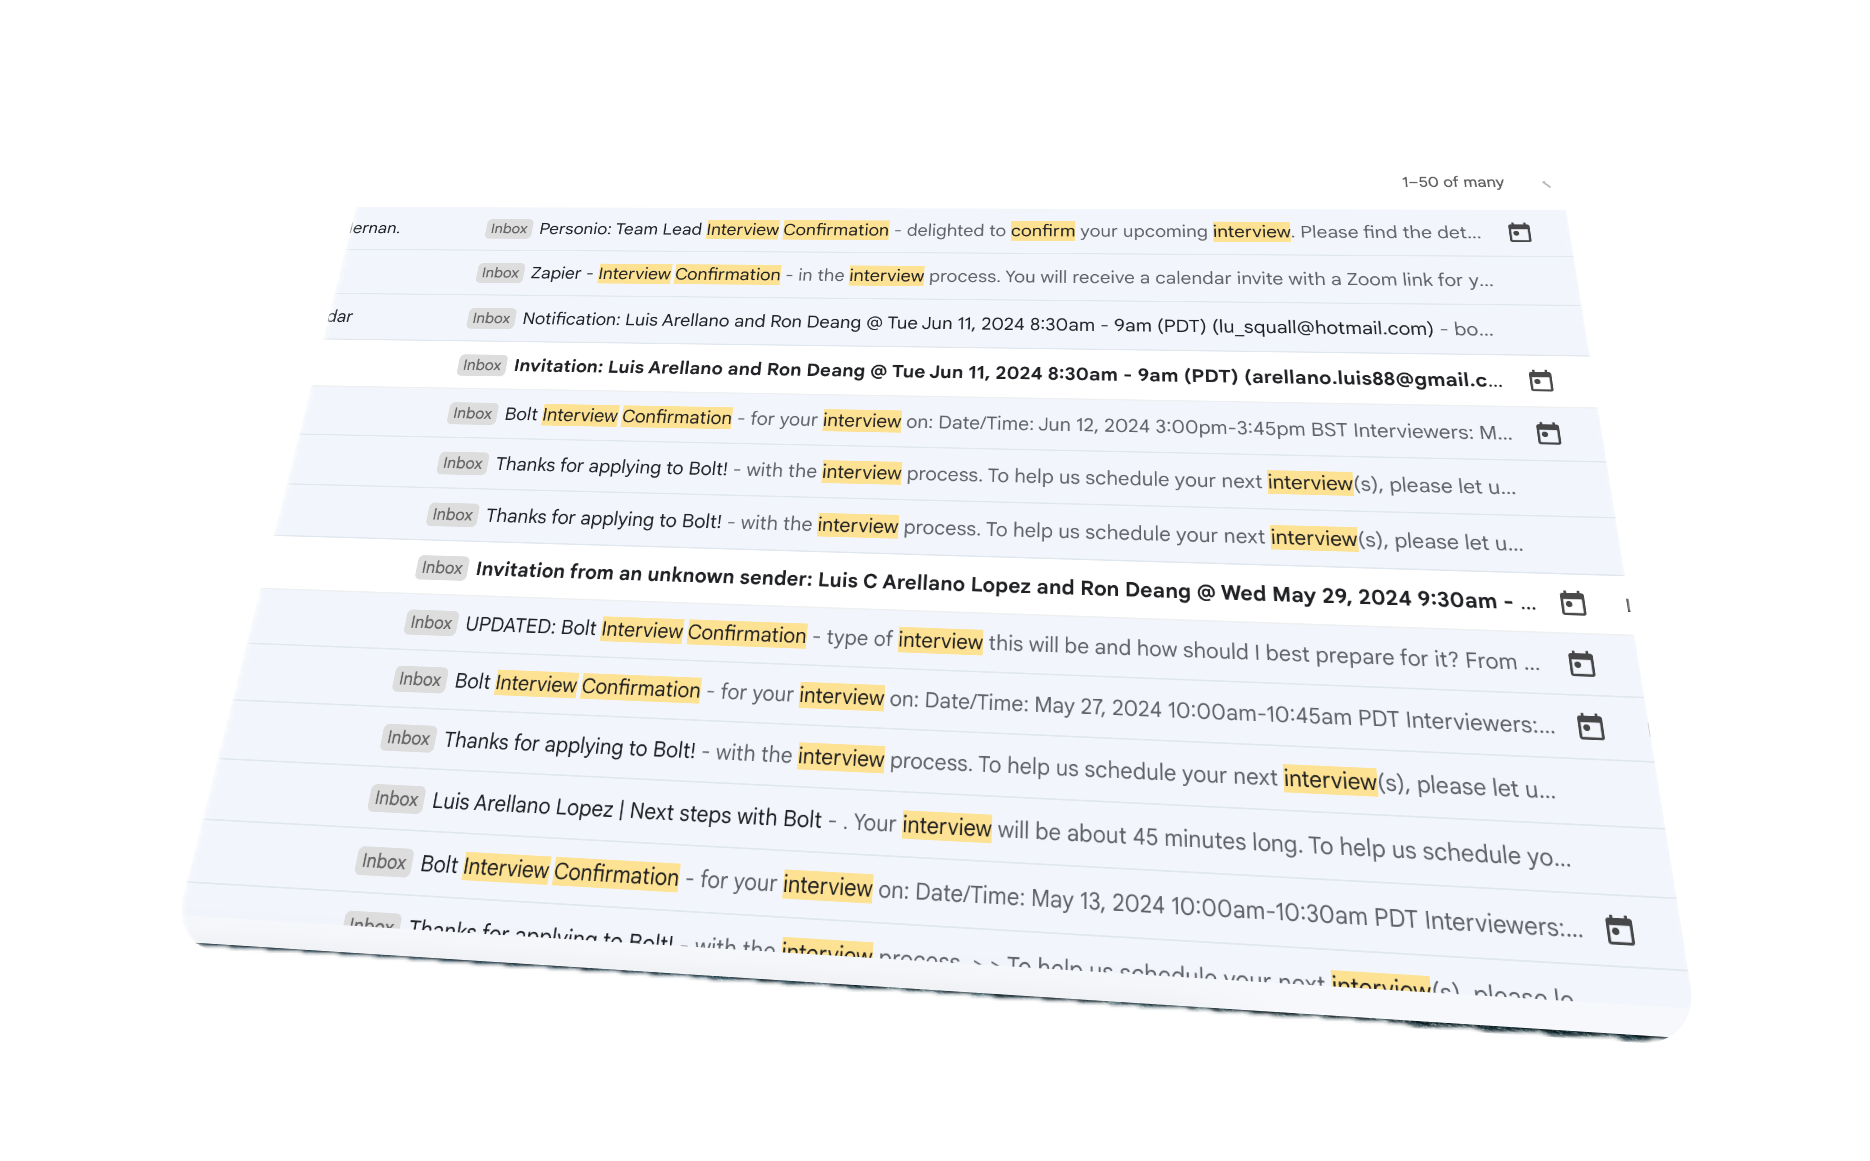 1–50 of many
ernan. Inbox Personio: Team Lead Interview Confirmation - delighted to confirm your upcoming interview. Please find the det...
Inbox Zapier - Interview Confirmation - in the interview process. You will receive a calendar invite with a Zoom link for y...
dar Inbox Notification: Luis Arellano and Ron Deang @ Tue Jun 11, 2024 8:30am - 9am (PDT) (lu_squall@hotmail.com) - bo...
Inbox Invitation: Luis Arellano and Ron Deang @ Tue Jun 11, 2024 8:30am - 9am (PDT) (arellano.luis88@gmail.c...
Inbox Bolt Interview Confirmation - for your interview on: Date/Time: Jun 12, 2024 3:00pm-3:45pm BST Interviewers: M...
Inbox Thanks for applying to Bolt! - with the interview process. To help us schedule your next interview(s), please let u...
Inbox Thanks for applying to Bolt! - with the interview process. To help us schedule your next interview(s), please let u...
Inbox Invitation from an unknown sender: Luis C Arellano Lopez and Ron Deang @ Wed May 29, 2024 9:30am - ...
Inbox UPDATED: Bolt Interview Confirmation - type of interview this will be and how should I best prepare for it? From ...
Inbox Bolt Interview Confirmation - for your interview on: Date/Time: May 27, 2024 10:00am-10:45am PDT Interviewers:...
Inbox Thanks for applying to Bolt! - with the interview process. To help us schedule your next interview(s), please let u...
Inbox Luis Arellano Lopez | Next steps with Bolt - . Your interview will be about 45 minutes long. To help us schedule yo...
Inbox Bolt Interview Confirmation - for your interview on: Date/Time: May 13, 2024 10:00am-10:30am PDT Interviewers:...
Inbox Thanks for applying to Bolt! - with the interview process. > > To help us schedule your next interview(s), please le